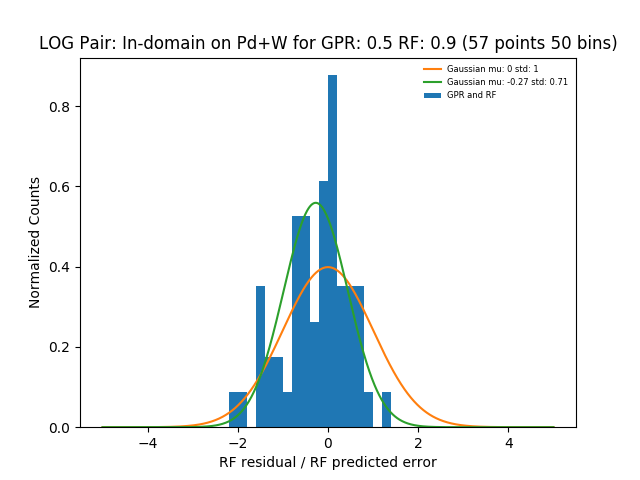 LOG Pair: In-domain on Pd+W for GPR: 0.5 RF: 0.9 (57 points 50 bins)
Gaussian mu: 0 std: 1
Gaussian mu: -0.27 std: 0.71
GPR and RF
Normalized Counts
0.8
0.6
0.4
0.2
0.0
−4
−2
0
2
4
RF residual / RF predicted error